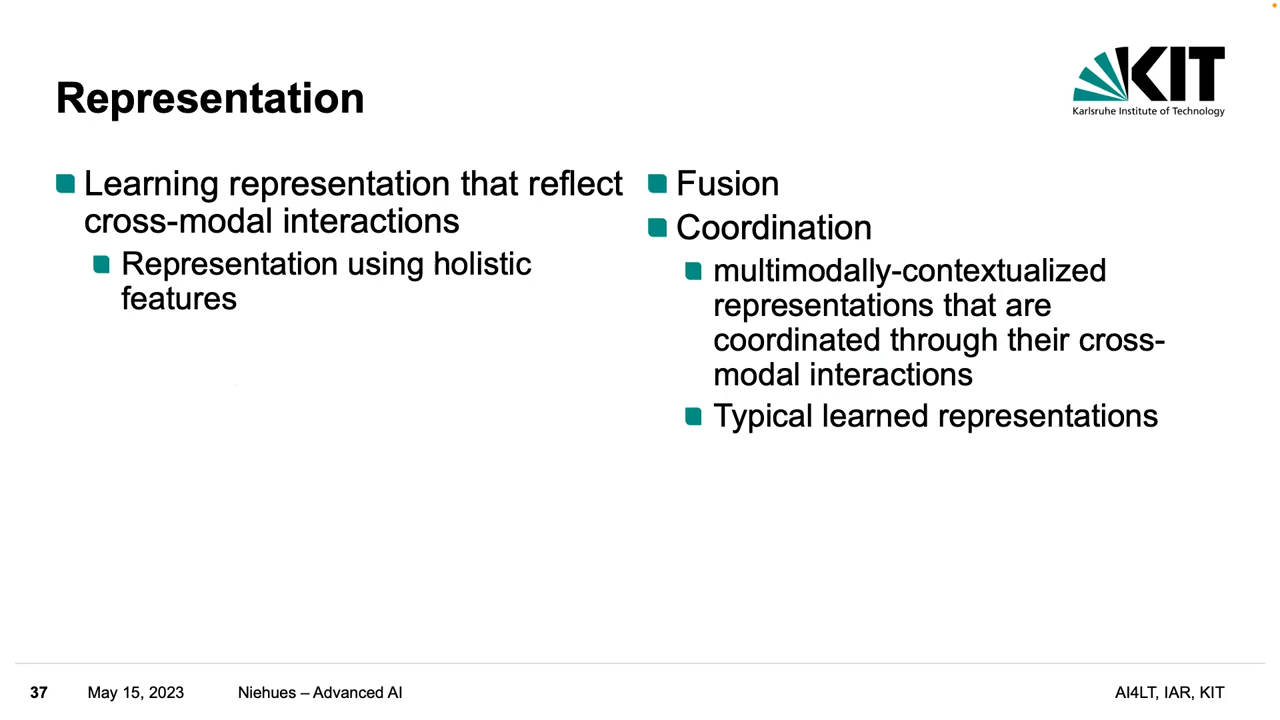 Representation
KIT
Karlsruhe Institute of Technology
Learning representation that reflect
cross-modal interactions
Representation using holistic
features
Fusion
Coordination
multimodally-contextualized
representations that are
coordinated through their cross-
modal interactions
Typical learned representations
37 May 15, 2023 Niehues – Advanced AI AI4LT, IAR, KIT